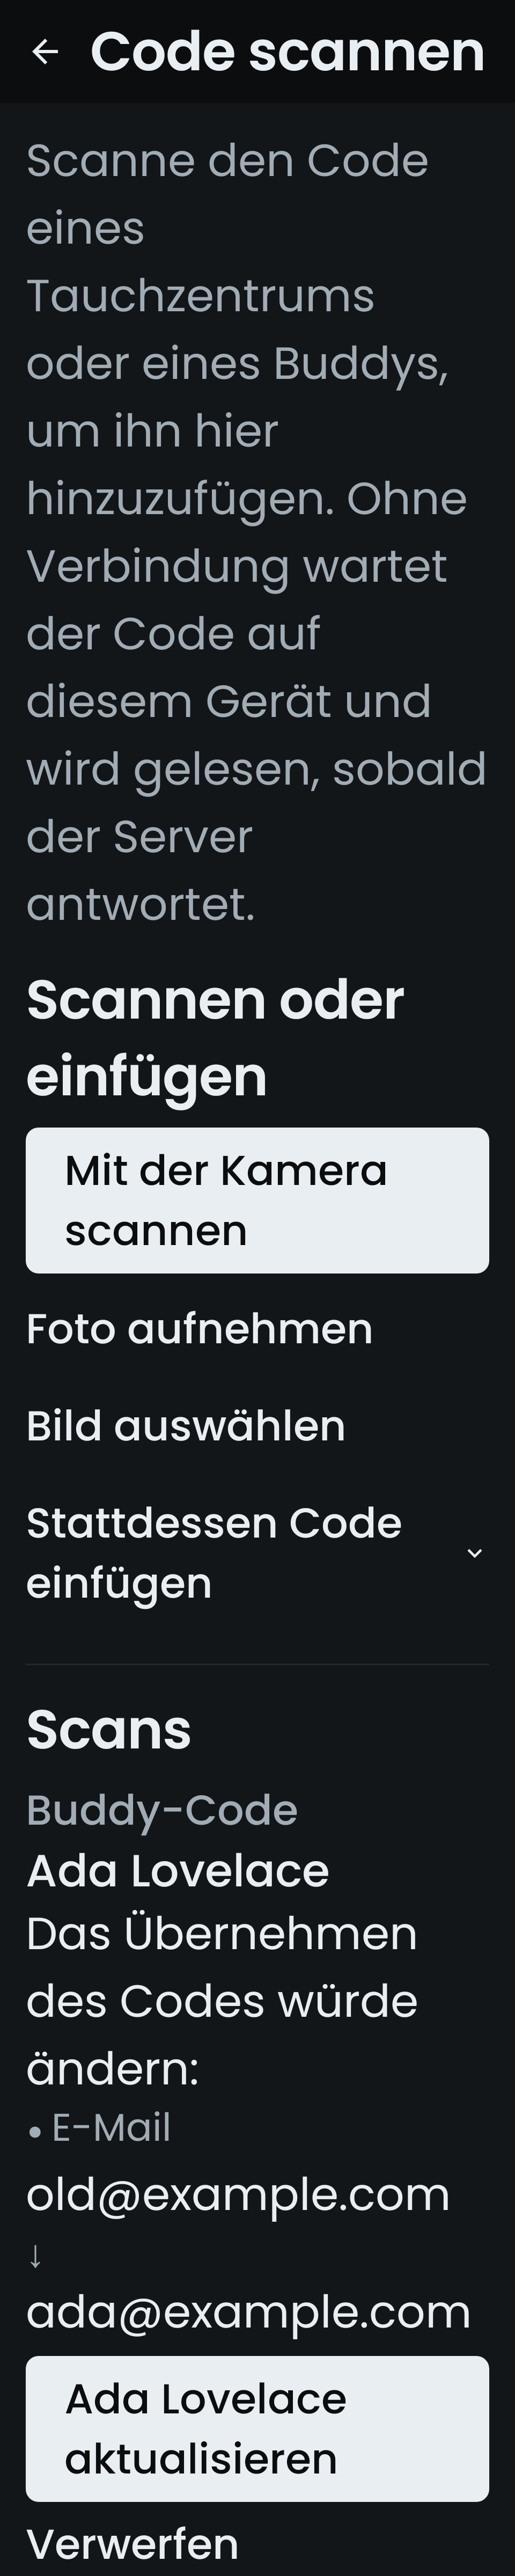 Code scannen
Scanne den Code
eines
Tauchzentrums
oder eines Buddys,
um ihn hier
hinzuzufügen. Ohne
Verbindung wartet
der Code auf
diesem Gerät und
wird gelesen, sobald
der Server
antwortet.
Scannen oder
einfügen
Mit der Kamera
scannen
Foto aufnehmen
Bild auswählen
Stattdessen Code
einfügen
Scans
Buddy-Code
Ada Lovelace
Das Übernehmen
des Codes würde
ändern:
• E-Mail
old@example.com
↓
ada@example.com
Ada Lovelace
aktualisieren
Verwerfen